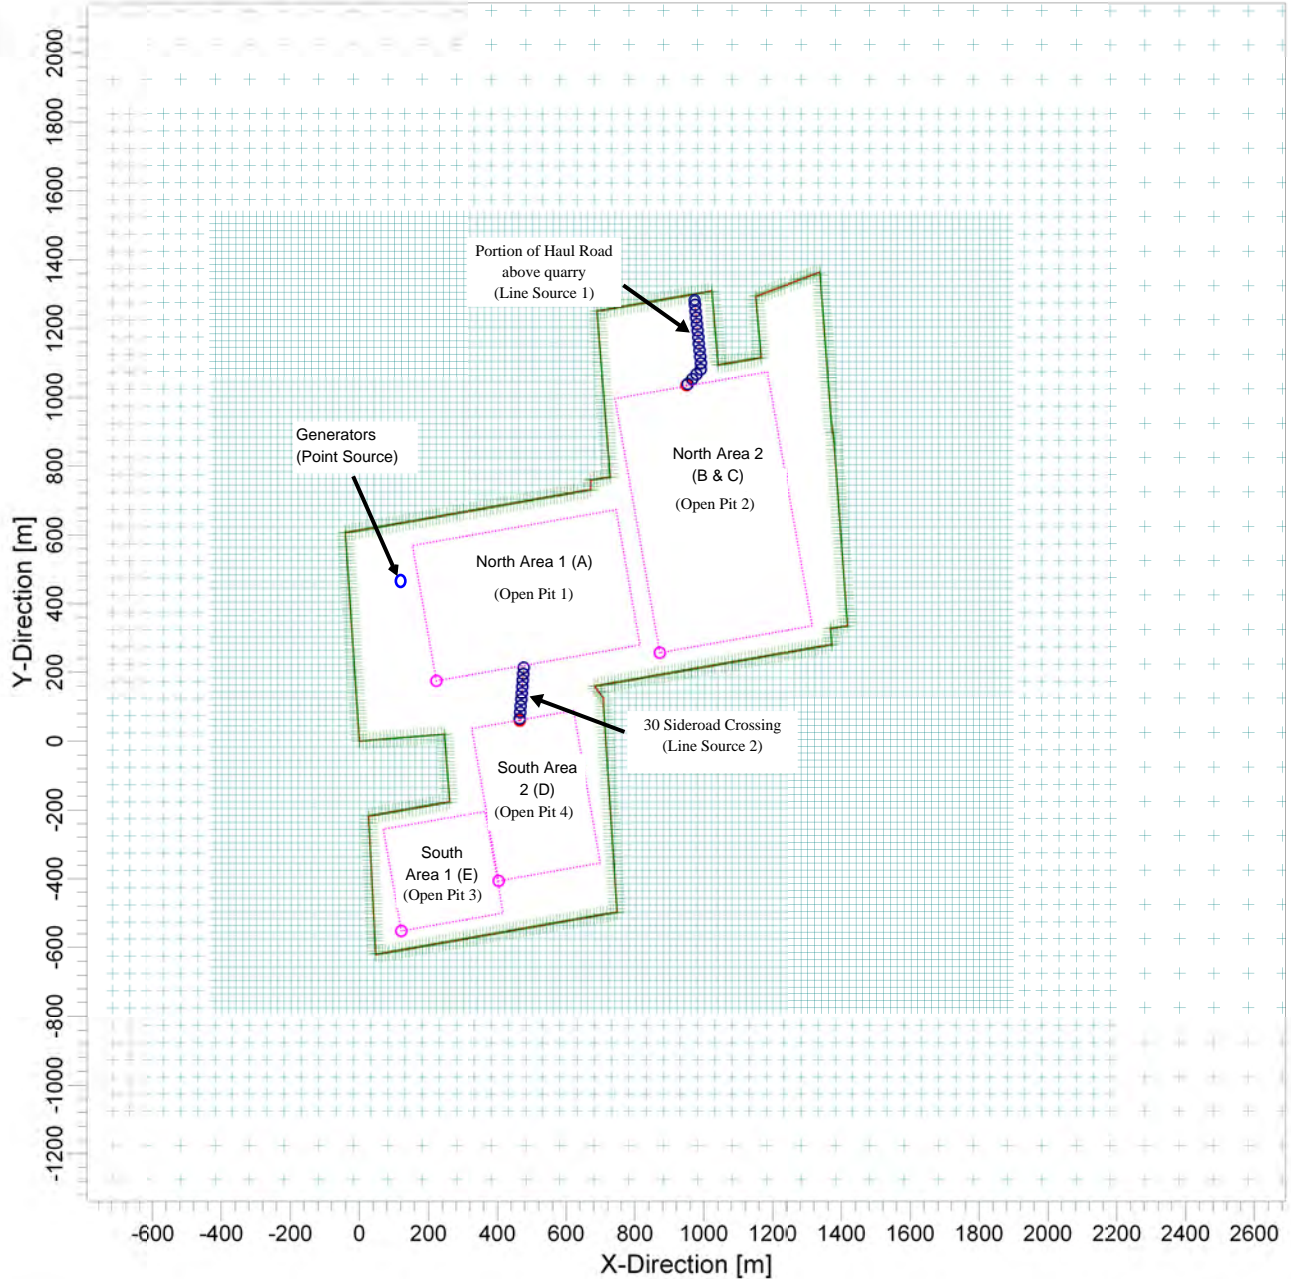 2000
1800
1600
1400
1200
1000
800
600
400
200
0
-200
-400
-600
-800
-1000
-1200
Y-Direction [m]
Portion of Haul Road
above quarry
(Line Source 1)
Generators
(Point Source)
North Area 2
(B & C)
(Open Pit 2)
North Area 1 (A)
(Open Pit 1)
30 Sideroad Crossing
(Line Source 2)
South Area
2 (D)
(Open Pit 4)
South
Area 1 (E)
(Open Pit 3)
-600 -400 -200 0 200 400 600 800 1000 1200 1400 1600 1800 2000 2200 2400 2600
X-Direction [m]